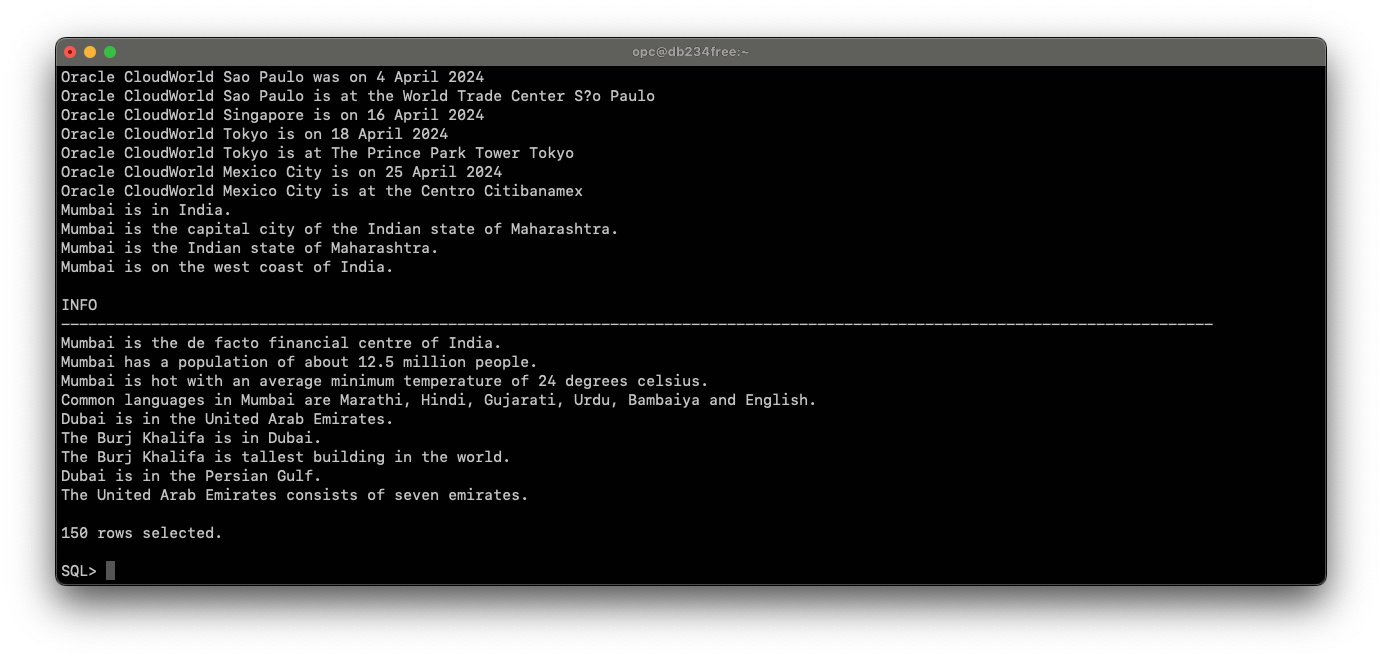 opc@db234free:~
Oracle CloudWorld Sao Paulo was on 4 April 2024
Oracle CloudWorld Sao Paulo is at the World Trade Center S?o Paulo
Oracle CloudWorld Singapore is on 16 April 2024
Oracle CloudWorld Tokyo is on 18 April 2024
Oracle CloudWorld Tokyo is at The Prince Park Tower Tokyo
Oracle CloudWorld Mexico City is on 25 April 2024
Oracle CloudWorld Mexico City is at the Centro Citibanamex
Mumbai is in India.
Mumbai is the capital city of the Indian state of Maharashtra.
Mumbai is the Indian state of Maharashtra.
Mumbai is on the west coast of India.
INFO
--------------------------------------------------------------------------------------------------------------------------------
Mumbai is the de facto financial centre of India.
Mumbai has a population of about 12.5 million people.
Mumbai is hot with an average minimum temperature of 24 degrees celsius.
Common languages in Mumbai are Marathi, Hindi, Gujarati, Urdu, Bambaiya and English.
Dubai is in the United Arab Emirates.
The Burj Khalifa is in Dubai.
The Burj Khalifa is tallest building in the world.
Dubai is in the Persian Gulf.
The United Arab Emirates consists of seven emirates.
150 rows selected.
SQL>